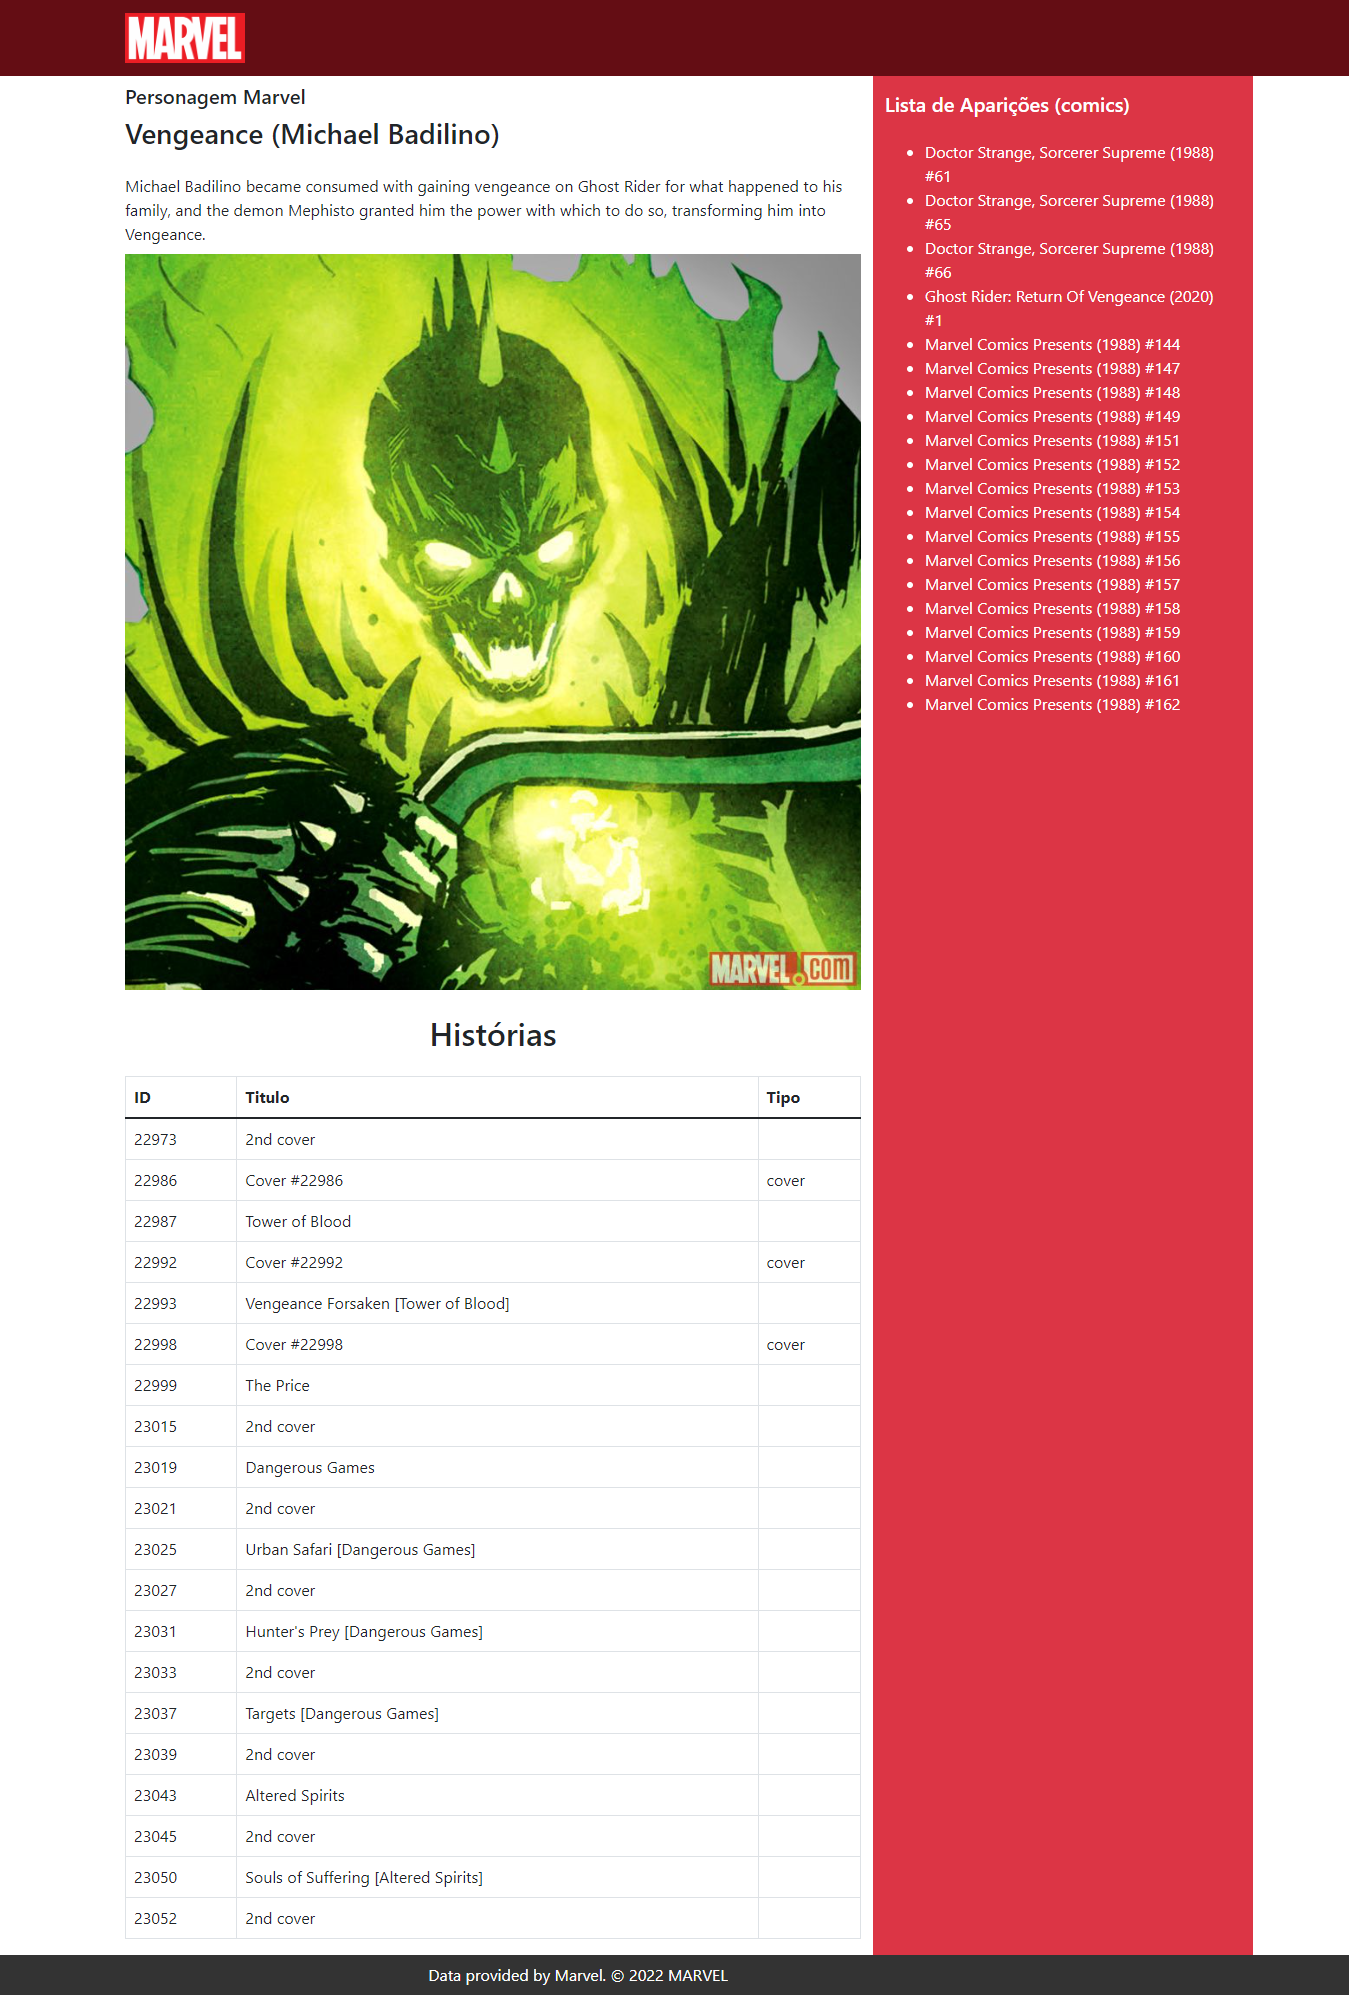 MARVEL
Personagem Marvel
Vengeance (Michael Badilino)
Michael Badilino became consumed with gaining vengeance on Ghost Rider for what happened to his
family, and the demon Mephisto granted him the power with which to do so, transforming him into
Vengeance.
MARVEL.com
Histórias
ID Titulo Tipo
22973 2nd cover
22986 Cover #22986 cover
22987 Tower of Blood
22992 Cover #22992 cover
22993 Vengeance Forsaken [Tower of Blood]
22998 Cover #22998 cover
22999 The Price
23015 2nd cover
23019 Dangerous Games
23021 2nd cover
23025 Urban Safari [Dangerous Games]
23027 2nd cover
23031 Hunter's Prey [Dangerous Games]
23033 2nd cover
23037 Targets [Dangerous Games]
23039 2nd cover
23043 Altered Spirits
23045 2nd cover
23050 Souls of Suffering [Altered Spirits]
23052 2nd cover
Lista de Aparições (comics)
• Doctor Strange, Sorcerer Supreme (1988)
#61
• Doctor Strange, Sorcerer Supreme (1988)
#65
• Doctor Strange, Sorcerer Supreme (1988)
#66
• Ghost Rider: Return Of Vengeance (2020)
#1
• Marvel Comics Presents (1988) #144
• Marvel Comics Presents (1988) #147
• Marvel Comics Presents (1988) #148
• Marvel Comics Presents (1988) #149
• Marvel Comics Presents (1988) #151
• Marvel Comics Presents (1988) #152
• Marvel Comics Presents (1988) #153
• Marvel Comics Presents (1988) #154
• Marvel Comics Presents (1988) #155
• Marvel Comics Presents (1988) #156
• Marvel Comics Presents (1988) #157
• Marvel Comics Presents (1988) #158
• Marvel Comics Presents (1988) #159
• Marvel Comics Presents (1988) #160
• Marvel Comics Presents (1988) #161
• Marvel Comics Presents (1988) #162
Data provided by Marvel. © 2022 MARVEL